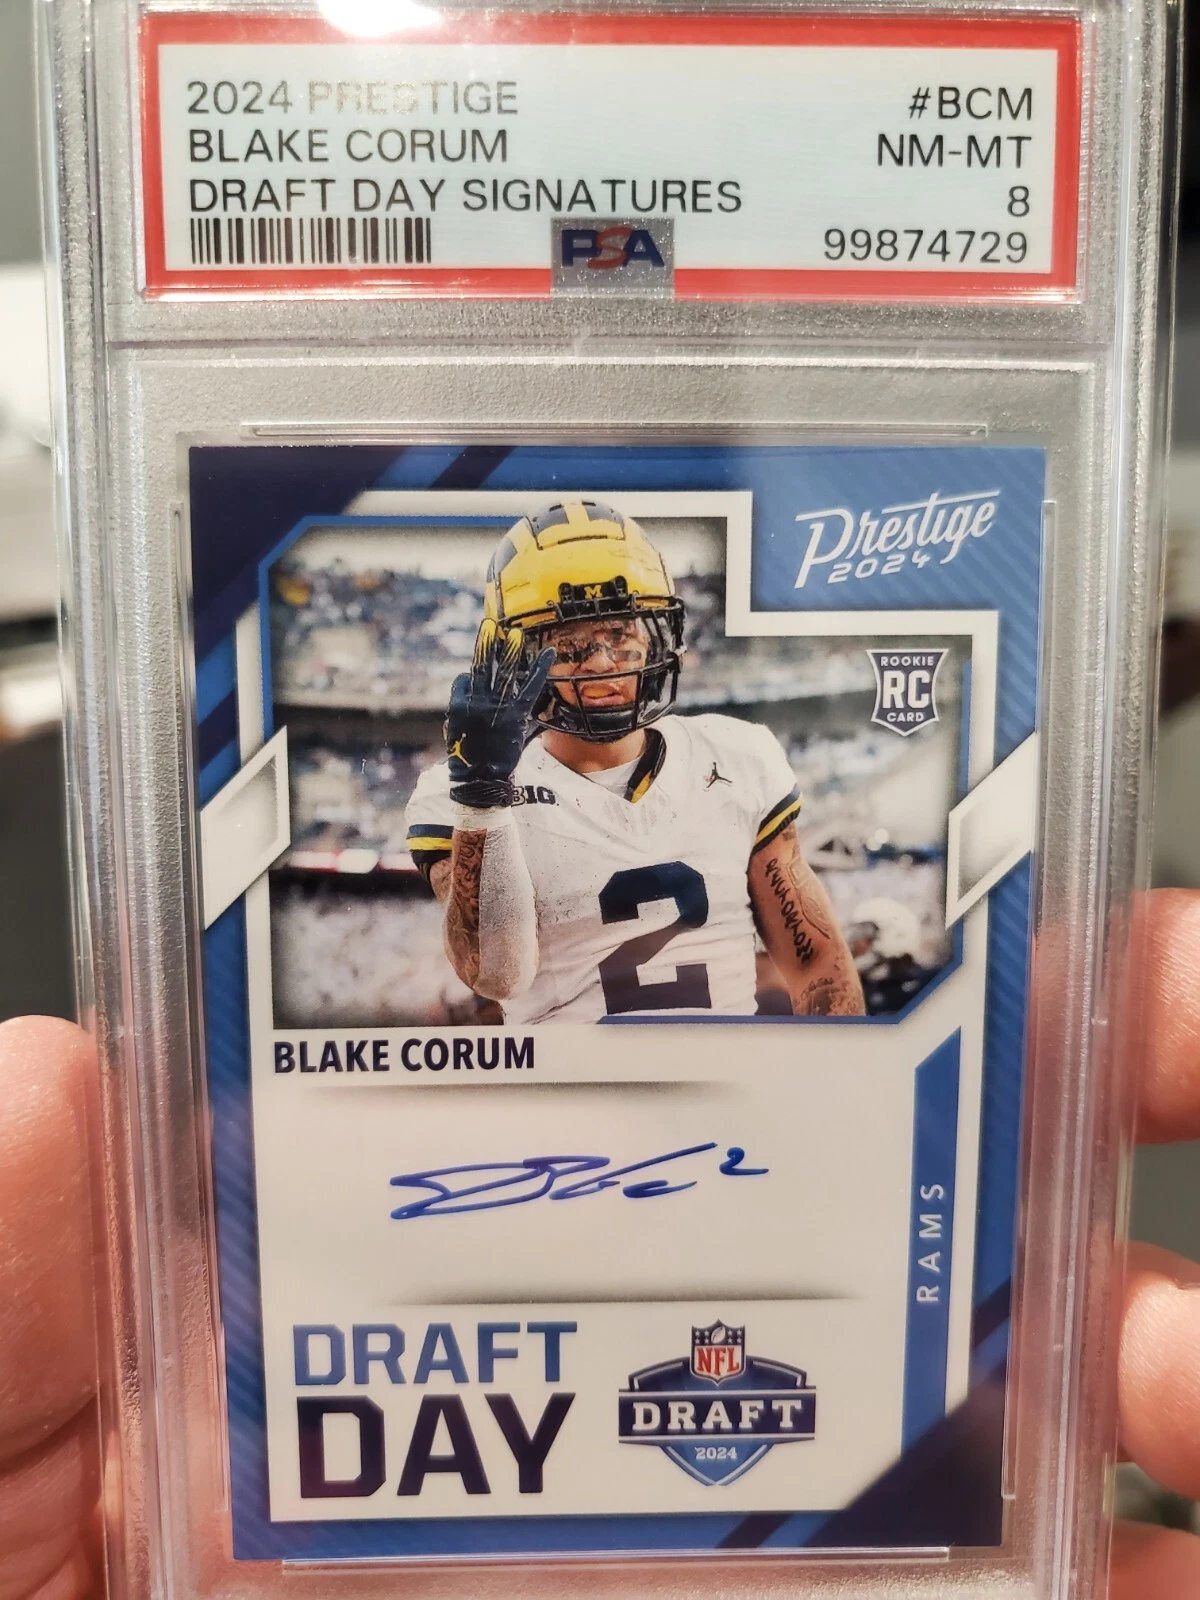 2024 PRESTIGE #BCM
BLAKE CORUM NM-MT
DRAFT DAY SIGNATURES 8
PSA 99874729
Prestige
2024
M
ROOKIE
RC
CARD
B1G
2
BLAKE CORUM
2
RAMS
DRAFT
DAY
NFL
DRAFT
2024